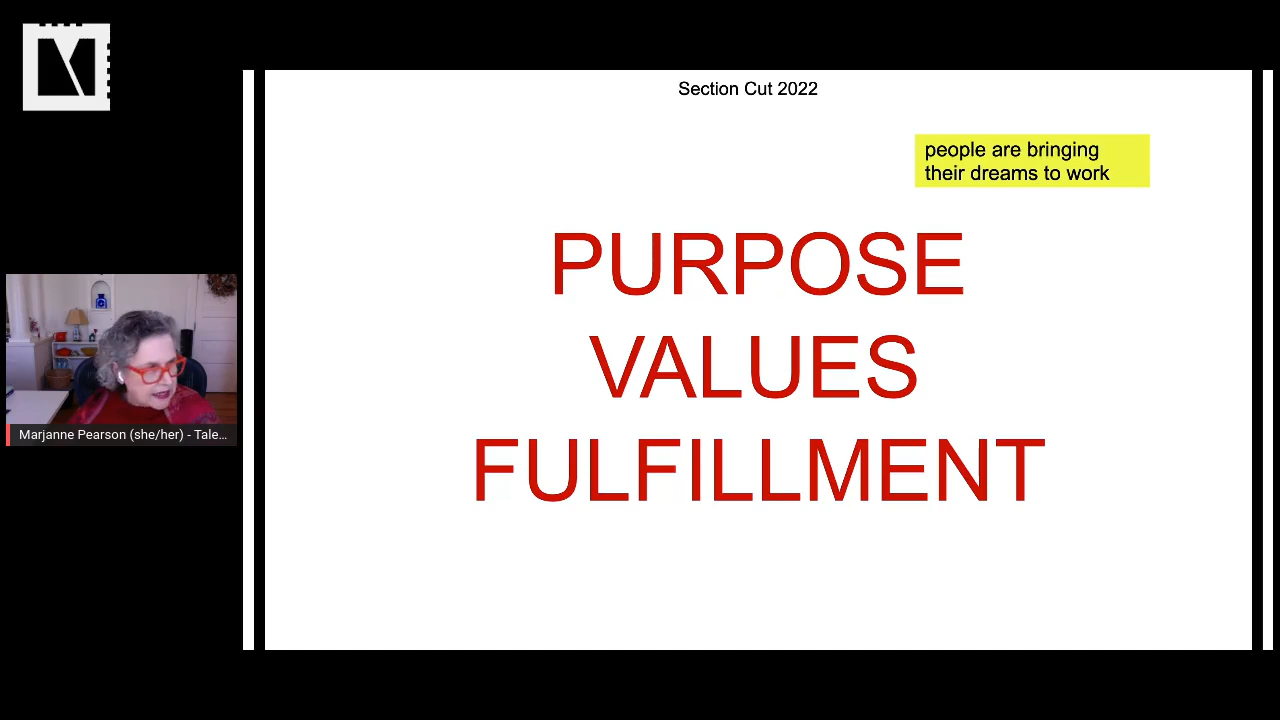 Section Cut 2022
people are bringing
their dreams to work
PURPOSE
VALUES
FULFILLMENT
Marjanne Pearson (she/her) - Tale...